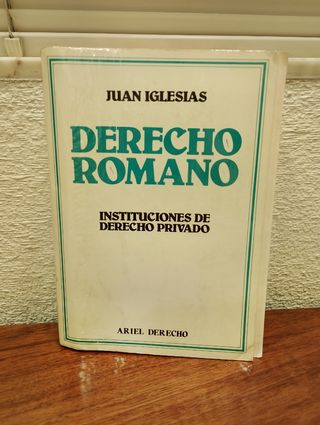 JUAN IGLESIAS
DERECHO
ROMANO
INSTITUCIONES DE
DERECHO PRIVADO
ARIEL DERECHO